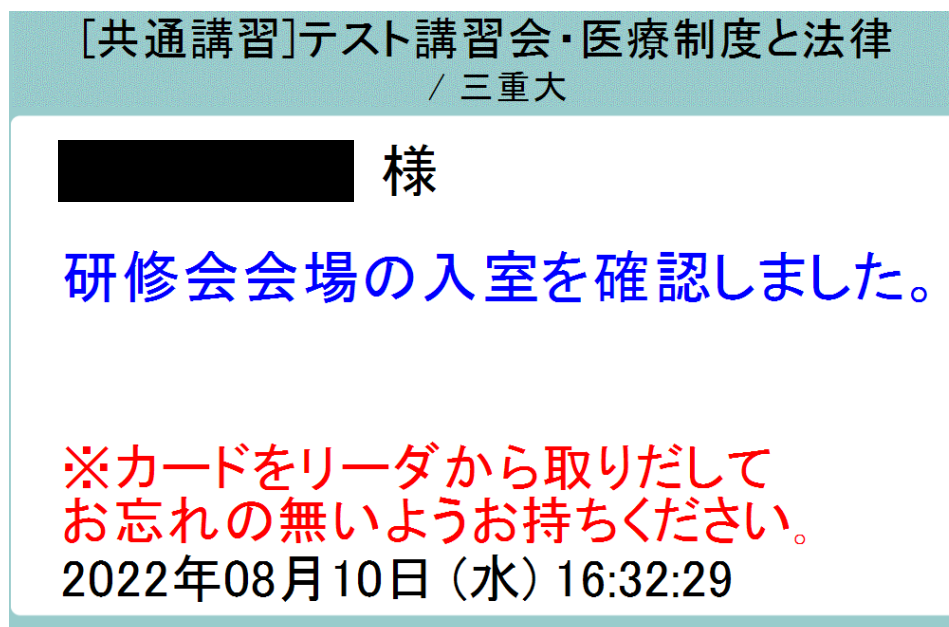 [共通講習]テスト講習会・医療制度と法律
/ 三重大
様
研修会会場の入室を確認しました。
※カードをリーダから取りだして
お忘れの無いようお持ちください。
2022年08月10日（水）16:32:29